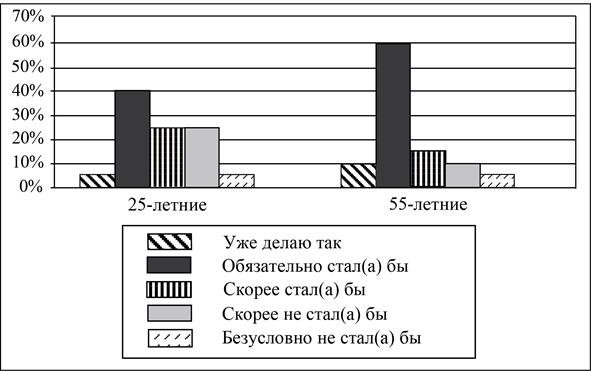 70%
60%
50%
40%
30%
20%
10%
0%
25-летние 55-летние
Уже делаю так
Обязательно стал(а) бы
Скорее стал(а) бы
Скорее не стал(а) бы
Безусловно не стал(а) бы